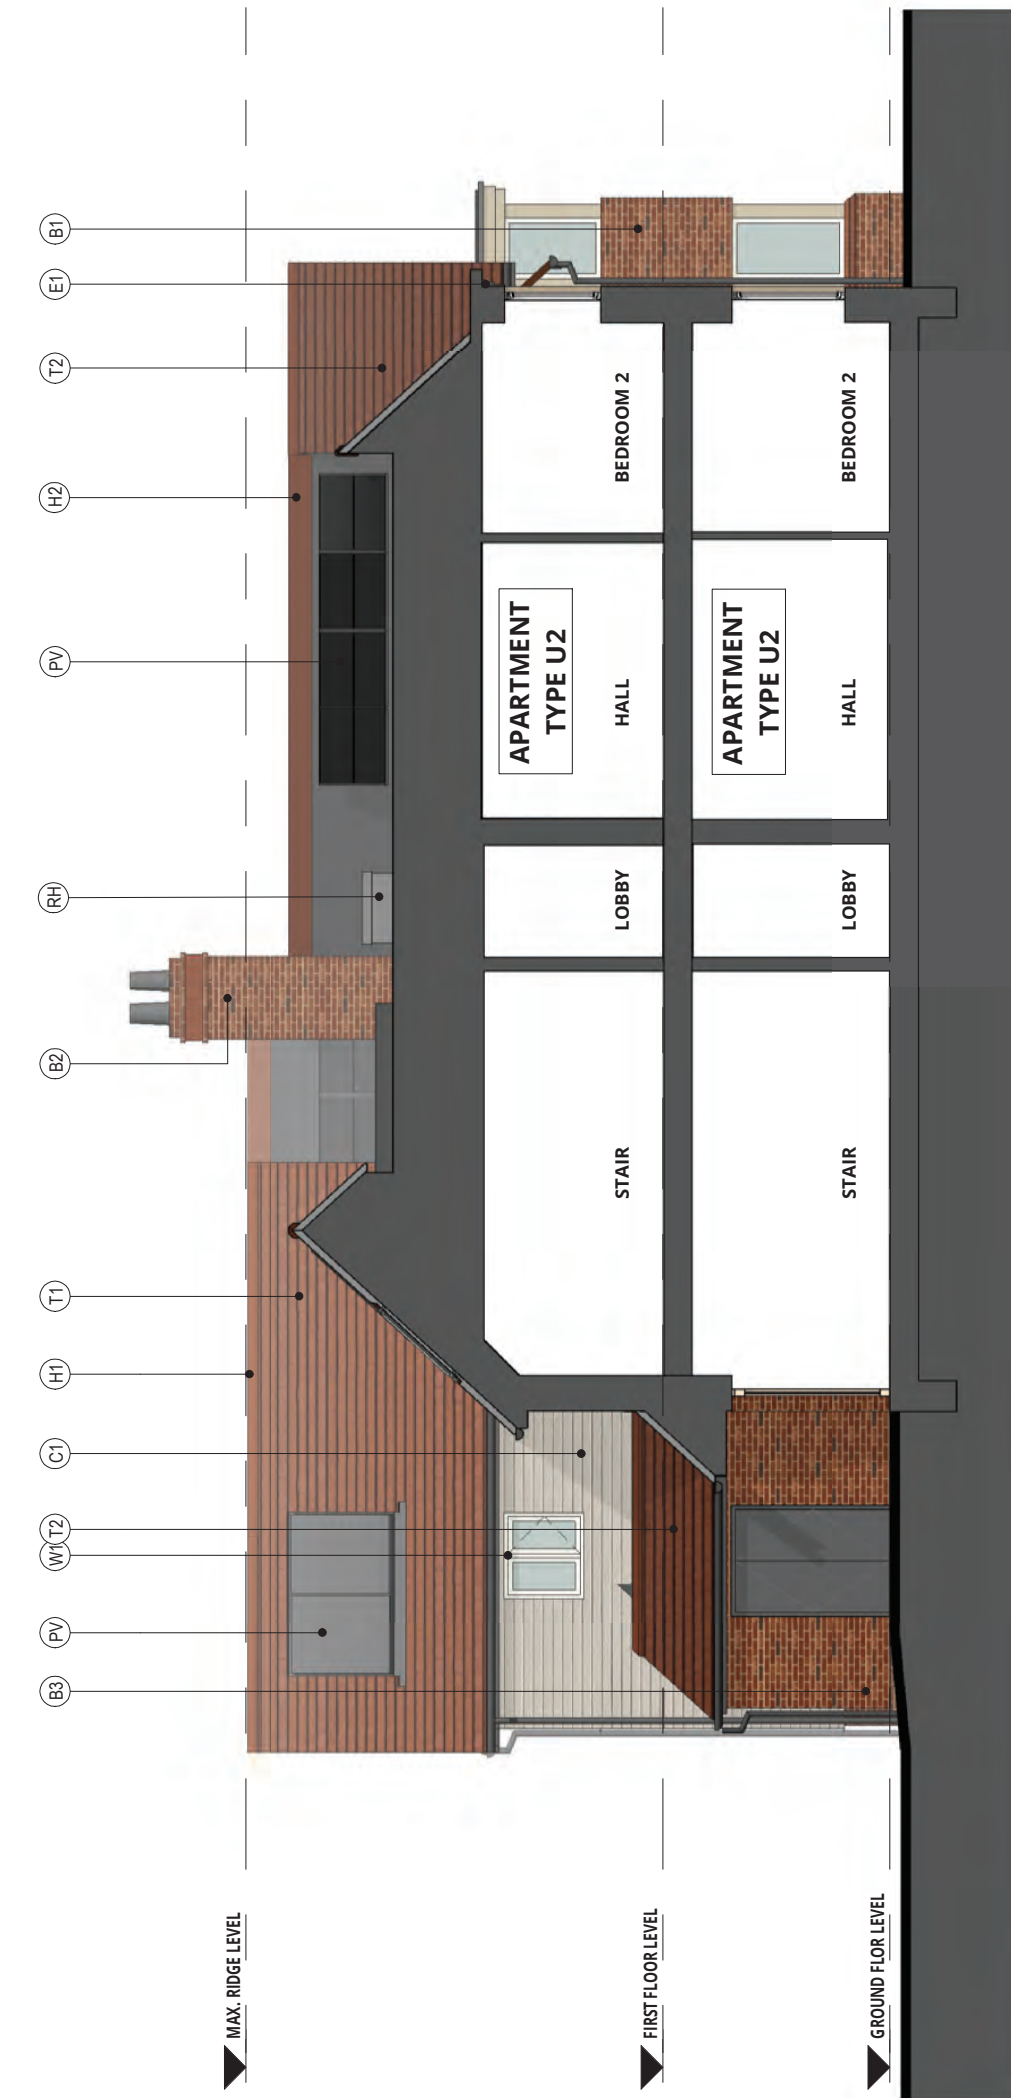 B3
PV
W1
T2
C1
H1
T1
B2
RH
PV
H2
T2
E1
B1
MAX. RIDGE LEVEL
APARTMENT
TYPE U2
STAIR
LOBBY
HALL
BEDROOM 2
FIRST FLOOR LEVEL
APARTMENT
TYPE U2
STAIR
LOBBY
HALL
BEDROOM 2
GROUND FLOR LEVEL